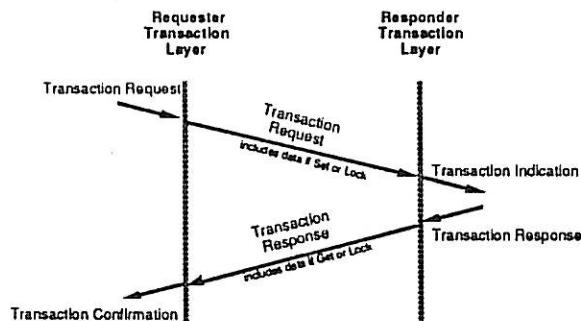 Requester
Transaction
Layer
Responder
Transaction
Layer
Transaction Request
Transaction
Request
includes data if Set or Lock
Transaction Indication
Transaction
Response
includes data if Get or Lock
Transaction Response
Transaction Confirmation